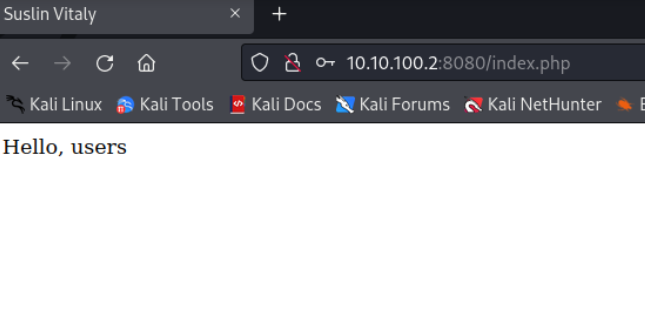 Suslin Vitaly
10.10.100.2:8080/index.php
Kali Linux Kali Tools Kali Docs Kali Forums Kali NetHunter
Hello, users